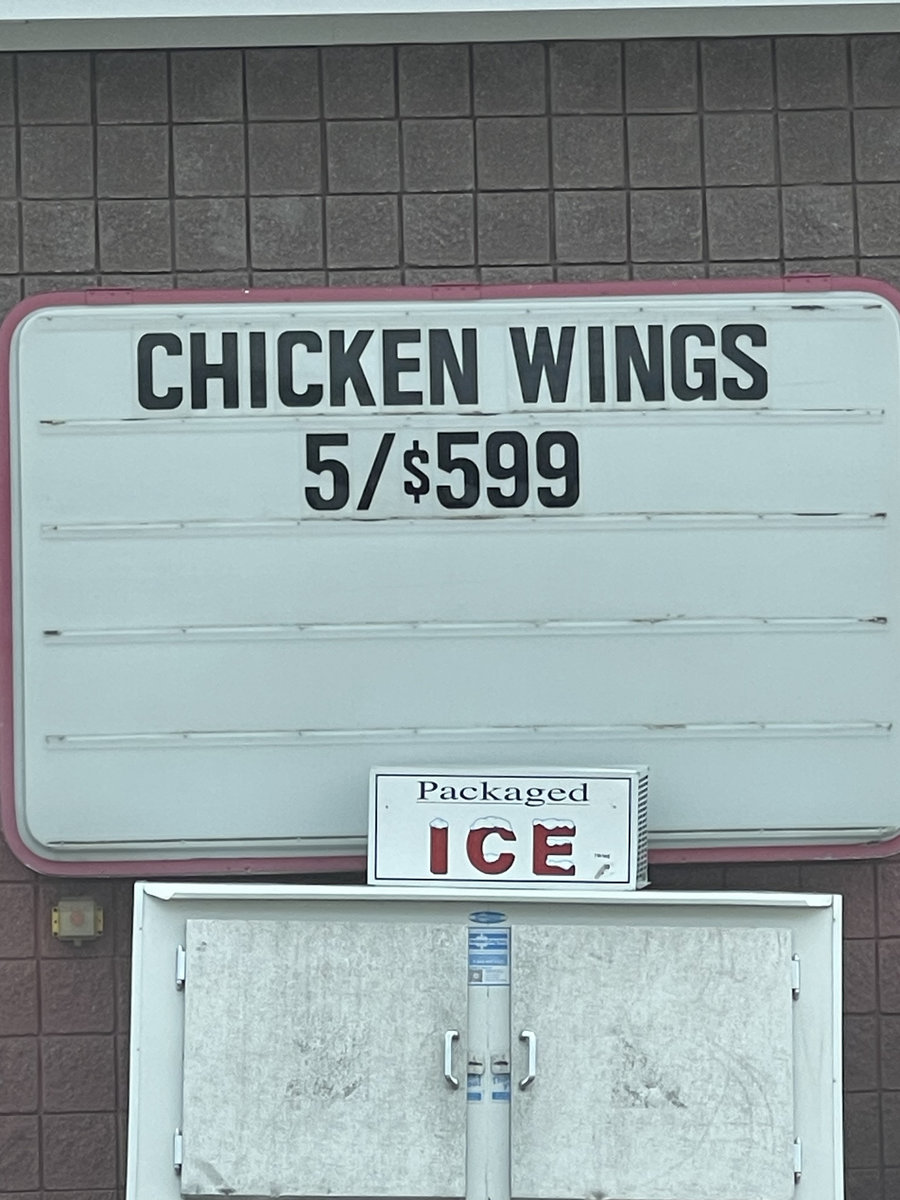 CHICKEN WINGS
5/$599
Packaged
ICE